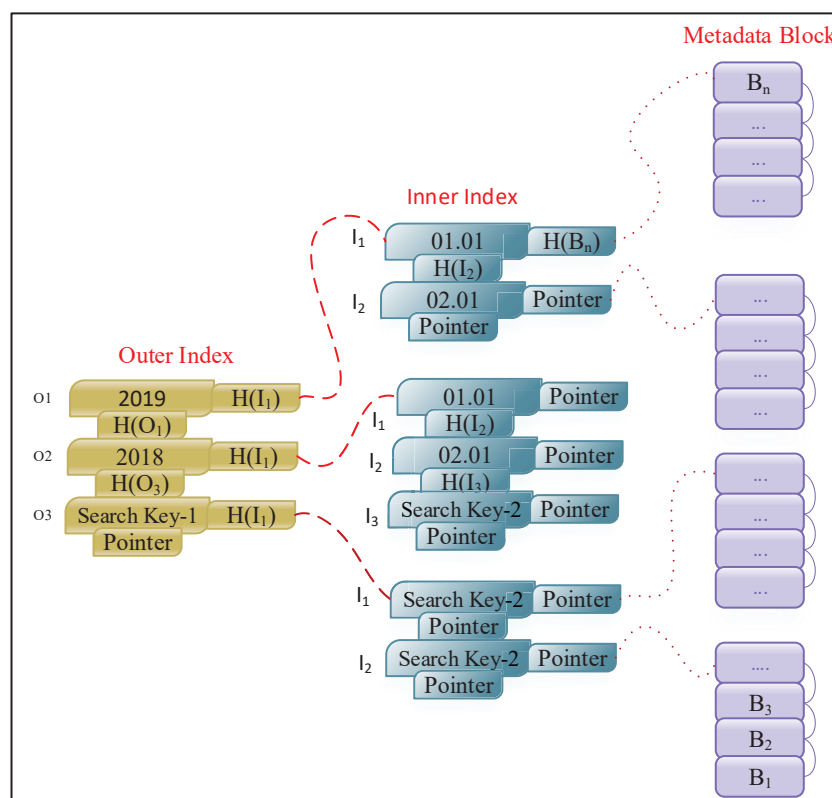 Metadata Block
Bn
...
...
...
Inner Index
I1 01.01 H(Bn)
H(I2)
I2 02.01 Pointer
Pointer
...
...
...
...
Outer Index
O1 2019 H(I1)
H(O1)
O2 2018 H(I1)
H(O3)
O3 Search Key-1 H(I1)
Pointer
I1 01.01 Pointer
H(I2)
I2 02.01 Pointer
H(I3)
I3 Search Key-2 Pointer
...
...
...
...
I1 Search Key-2 Pointer
Pointer
I2 Search Key-2 Pointer
Pointer
....
B3
B2
B1